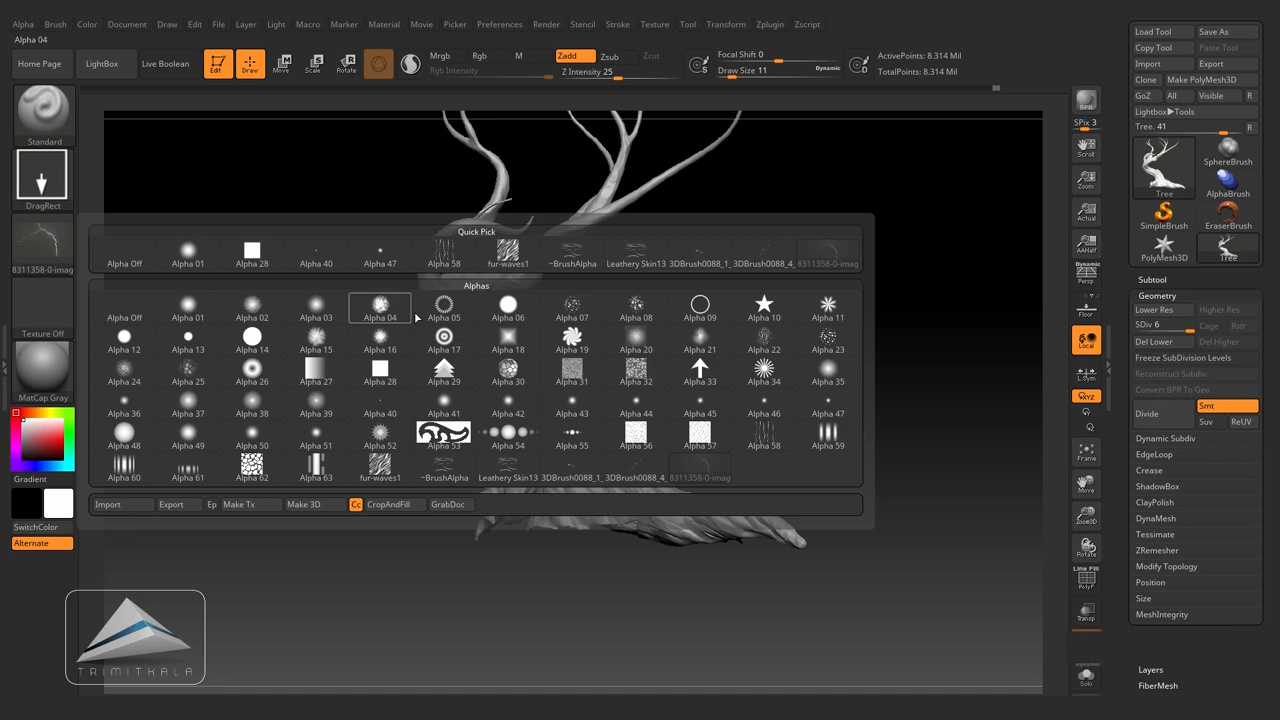 Alpha Brush Color Document Draw Edit File Layer Light Macro Marker Material Movie Picker Preferences Render Stencil Stroke Texture Tool Transform Zplugin Zscript
Alpha 04
Home Page LightBox Live Boolean Edit Draw Move Scale Rotate
Mrgb Rgb M Zadd Zsub Zcut
Rgb Intensity Z Intensity 25
Focal Shift 0
Draw Size 11 Dynamic
S D
ActivePoints: 8.314 Mil
TotalPoints: 8.314 Mil
Standard
DragRect
8311358-0-imag
Texture Off
MatCap Gray
Gradient
SwitchColor
Alternate
Quick Pick
Alpha Off Alpha 01 Alpha 28 Alpha 40 Alpha 47 Alpha 58 fur-waves1 ~BrushAlpha Leathery Skin13 3DBrush0088_1_ 3DBrush0088_4_ 8311358-0-imag
Alphas
Alpha Off Alpha 01 Alpha 02 Alpha 03 Alpha 04 Alpha 05 Alpha 06 Alpha 07 Alpha 08 Alpha 09 Alpha 10 Alpha 11
Alpha 12 Alpha 13 Alpha 14 Alpha 15 Alpha 16 Alpha 17 Alpha 18 Alpha 19 Alpha 20 Alpha 21 Alpha 22 Alpha 23
Alpha 24 Alpha 25 Alpha 26 Alpha 27 Alpha 28 Alpha 29 Alpha 30 Alpha 31 Alpha 32 Alpha 33 Alpha 34 Alpha 35
Alpha 36 Alpha 37 Alpha 38 Alpha 39 Alpha 40 Alpha 41 Alpha 42 Alpha 43 Alpha 44 Alpha 45 Alpha 46 Alpha 47
Alpha 48 Alpha 49 Alpha 50 Alpha 51 Alpha 52 Alpha 53 Alpha 54 Alpha 55 Alpha 56 Alpha 57 Alpha 58 Alpha 59
Alpha 60 Alpha 61 Alpha 62 Alpha 63 fur-waves1 ~BrushAlpha Leathery Skin13 3DBrush0088_1_ 3DBrush0088_4_ 8311358-0-imag
Import Export Ep Make Tx Make 3D Cc CropAndFill GrabDoc
TRIMITKALA
BPR
SPix 3
Scroll
Zoom
Actual
AAHalf
Dynamic
Persp
Local
L.Sym
XYZ
Frame
Move
Zoom3D
Rotate
Line Fill
PolyF
Transp
Solo
Load Tool Save As
Copy Tool Paste Tool
Import Export
Clone Make PolyMesh3D
GoZ All Visible R
Lightbox▶Tools
Tree. 41 R
Tree SphereBrush
AlphaBrush
SimpleBrush EraserBrush
PolyMesh3D Tree
Subtool
Geometry
Lower Res Higher Res
SDiv 6 Cage Rstr
Del Lower Del Higher
Freeze SubDivision Levels
Reconstruct Subdiv
Convert BPR To Geo
Divide Smt
Suv ReUV
Dynamic Subdiv
EdgeLoop
Crease
ShadowBox
ClayPolish
DynaMesh
Tessimate
ZRemesher
Modify Topology
Position
Size
MeshIntegrity
Layers
FiberMesh